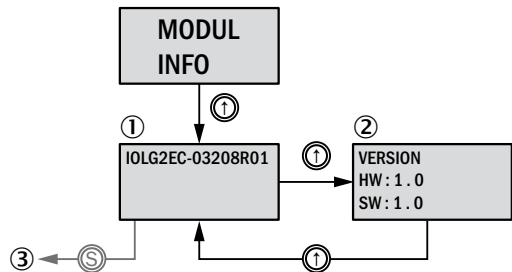 MODUL
INFO
①
IOLG2EC-03208R01
②
VERSION
HW:1.0
SW:1.0
③
Ⓢ